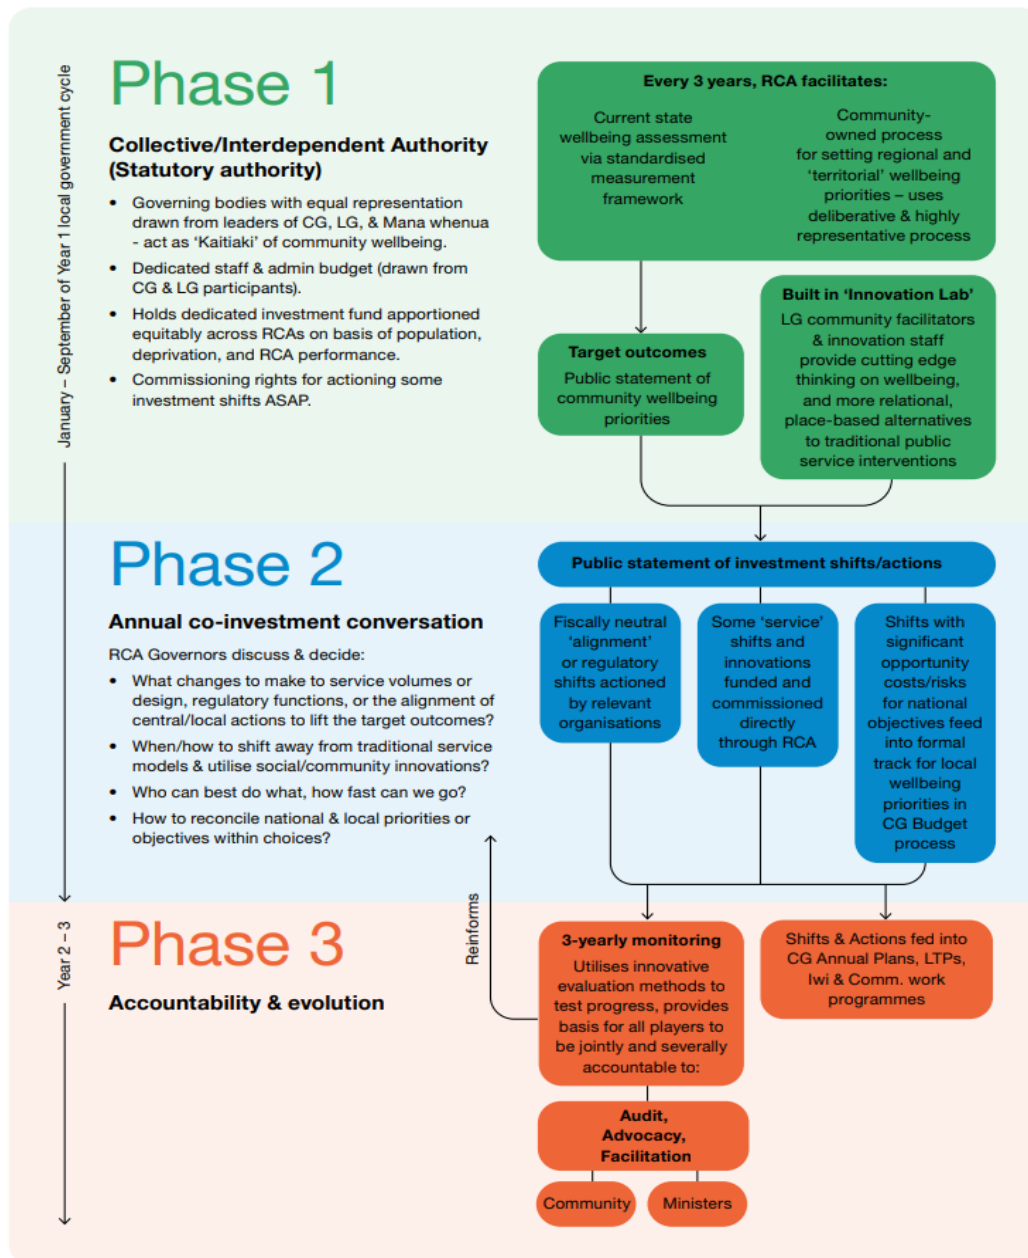 January – September of Year 1 local government cycle
Phase 1
Collective/Interdependent Authority
(Statutory authority)
• Governing bodies with equal representation
drawn from leaders of CG, LG, & Mana whenua
- act as ‘Kaitiaki’ of community wellbeing.
• Dedicated staff & admin budget (drawn from
CG & LG participants).
• Holds dedicated investment fund apportioned
equitably across RCAs on basis of population,
deprivation, and RCA performance.
• Commissioning rights for actioning some
investment shifts ASAP.
Every 3 years, RCA facilitates:
Current state
wellbeing assessment
via standardised
measurement
framework
Community-
owned process
for setting regional and
‘territorial’ wellbeing
priorities – uses
deliberative & highly
representative process
Target outcomes
Public statement of
community wellbeing
priorities
Built in ‘Innovation Lab’
LG community facilitators
& innovation staff
provide cutting edge
thinking on wellbeing,
and more relational,
place-based alternatives
to traditional public
service interventions
Phase 2
Annual co-investment conversation
RCA Governors discuss & decide:
• What changes to make to service volumes or
design, regulatory functions, or the alignment of
central/local actions to lift the target outcomes?
• When/how to shift away from traditional service
models & utilise social/community innovations?
• Who can best do what, how fast can we go?
• How to reconcile national & local priorities or
objectives within choices?
Public statement of investment shifts/actions
Fiscally neutral
‘alignment’
or regulatory
shifts actioned
by relevant
organisations
Some ‘service’
shifts and
innovations
funded and
commissioned
directly
through RCA
Shifts with
significant
opportunity
costs/risks
for national
objectives feed
into formal
track for local
wellbeing
priorities in
CG Budget
process
Year 2 – 3
Phase 3
Accountability & evolution
Reinforms
3-yearly monitoring
Utilises innovative
evaluation methods to
test progress, provides
basis for all players to
be jointly and severally
accountable to:
Shifts & Actions fed into
CG Annual Plans, LTPs,
Iwi & Comm. work
programmes
Audit,
Advocacy,
Facilitation
Community
Ministers